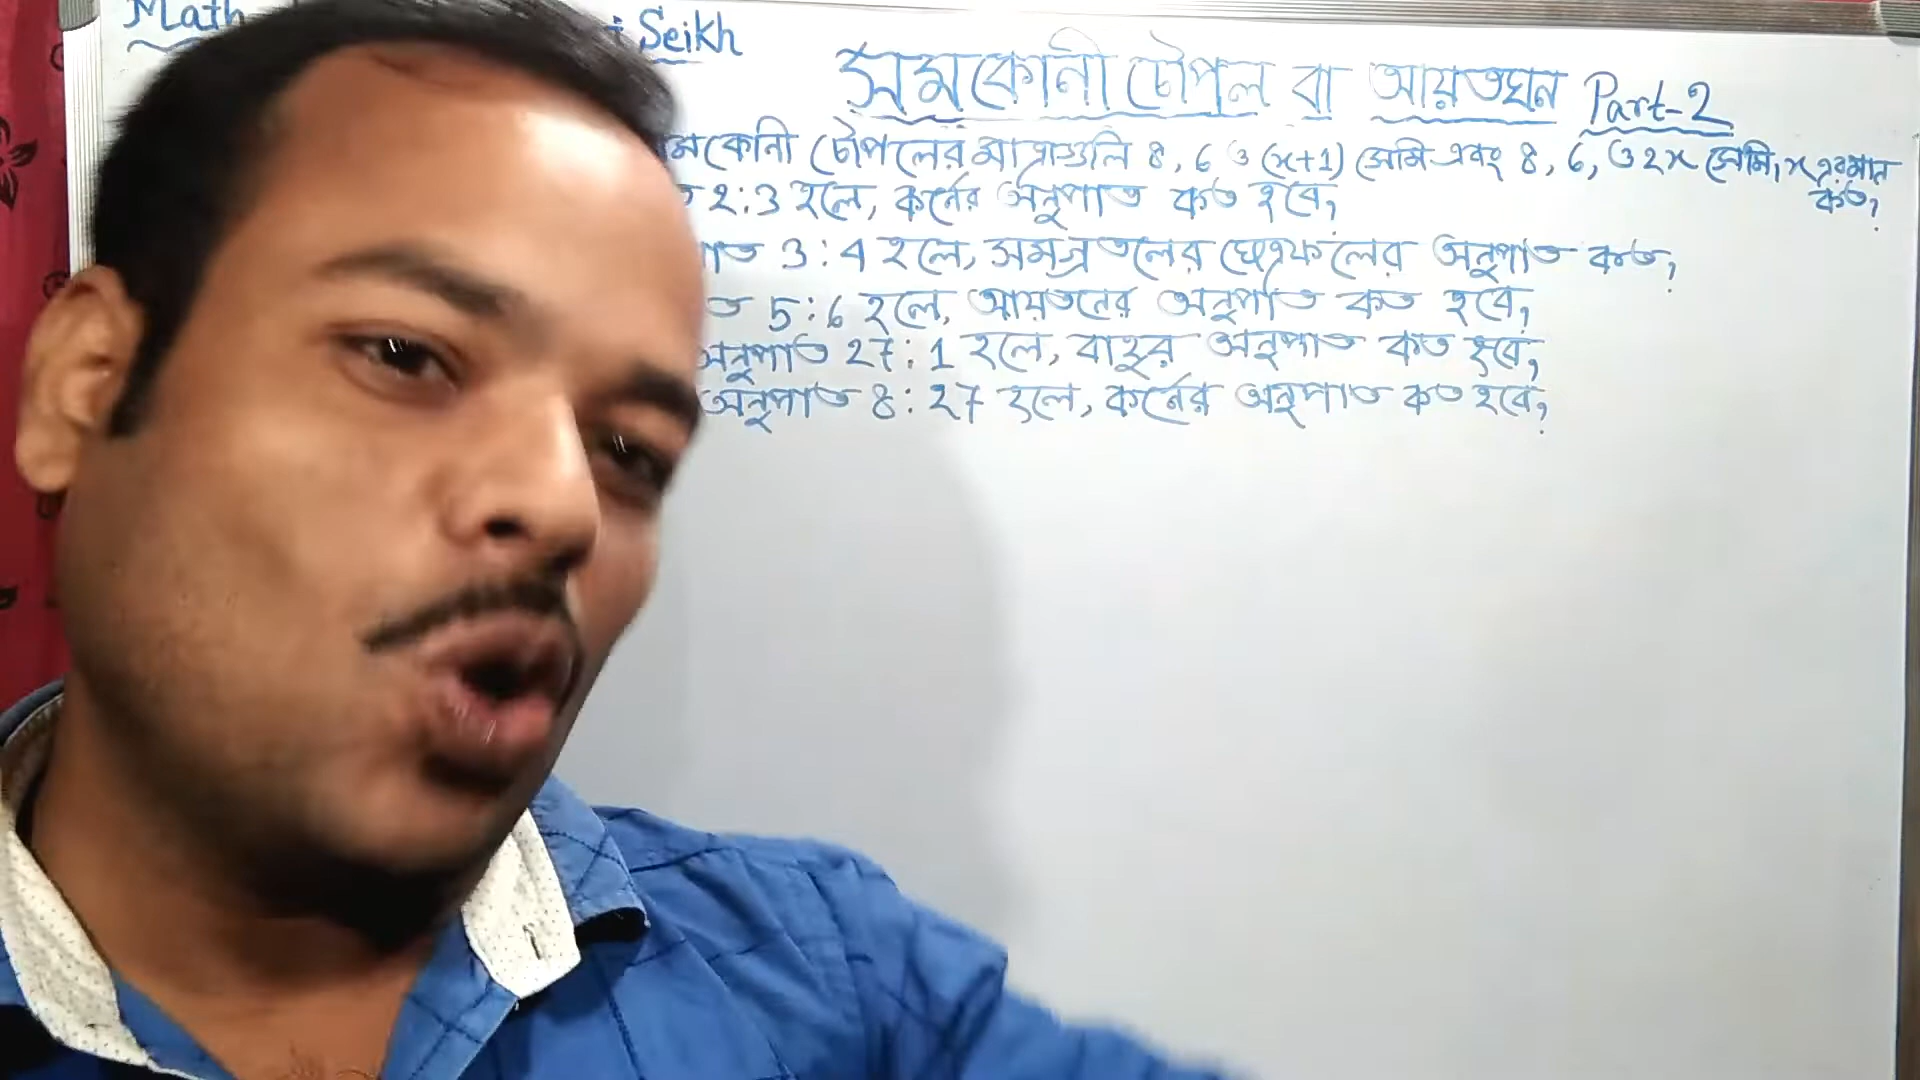 Math Seikh
সমকোনী চৌপল বা আয়তঘন Part-2
মকোনী চৌপলের মাত্রাগুলি 8, 6 ও (x+1) সেমি এবং 8, 6, ও 2x সেমি, x এর মান কত?
ত 2:3 হলে, কর্নের অনুপাত কত হবে?
পাত 3:4 হলে, সমগ্রতলের ক্ষেত্রফলের অনুপাত কত?
ত 5:6 হলে, আয়তনের অনুপাত কত হবে?
অনুপাত 27:1 হলে, বাহুর অনুপাত কত হবে?
অনুপাত 8:27 হলে, কর্নের অনুপাত কত হবে?